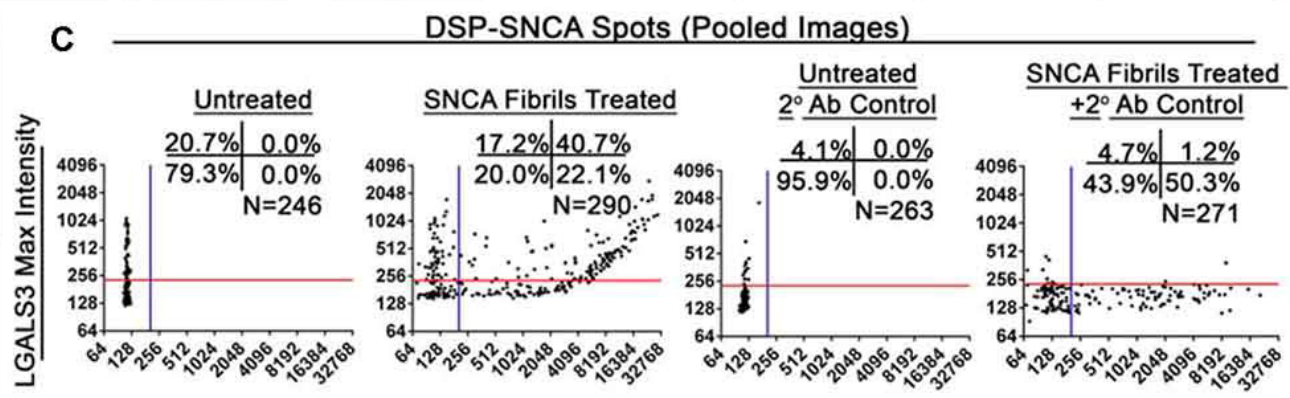 C
DSP-SNCA Spots (Pooled Images)
LGALS3 Max Intensity
Untreated
20.7% 0.0%
79.3% 0.0%
N=246
4096
2048
1024
512
256
128
64
64 128 256 512 1024 2048 4096 8192 16384 32768
SNCA Fibrils Treated
17.2% 40.7%
20.0% 22.1%
N=290
4096
2048
1024
512
256
128
64
64 128 256 512 1024 2048 4096 8192 16384 32768
Untreated
2° Ab Control
4.1% 0.0%
95.9% 0.0%
N=263
4096
2048
1024
512
256
128
64
64 128 256 512 1024 2048 4096 8192 16384 32768
SNCA Fibrils Treated
+2° Ab Control
4.7% 1.2%
43.9% 50.3%
N=271
4096
2048
1024
512
256
128
64
64 128 256 512 1024 2048 4096 8192 16384 32768